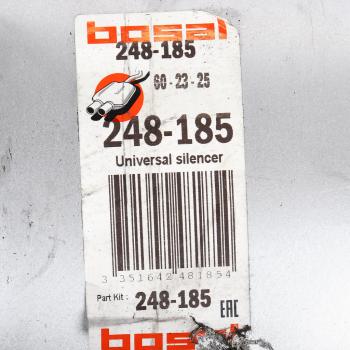 bosal
248-185
60-23-25
248-185
Universal silencer
3 351642 481854
Part Kit : 248-185
EAC
bosal